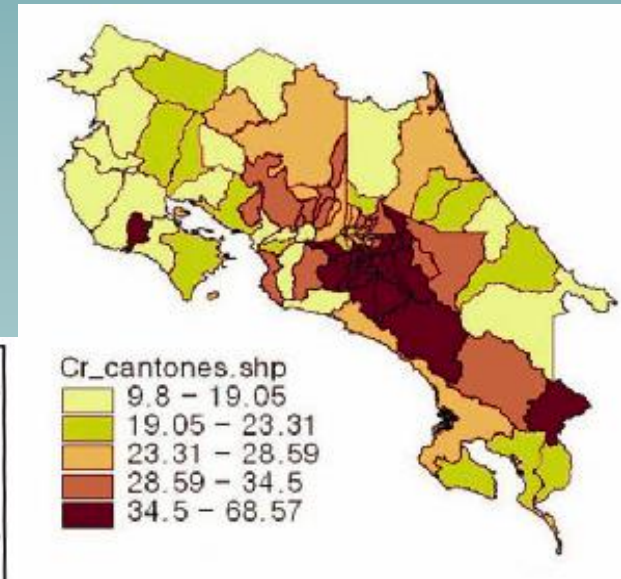 Cr_cantones.shp
9.8 – 19.05
19.05 – 23.31
23.31 – 28.59
28.59 – 34.5
34.5 – 68.57